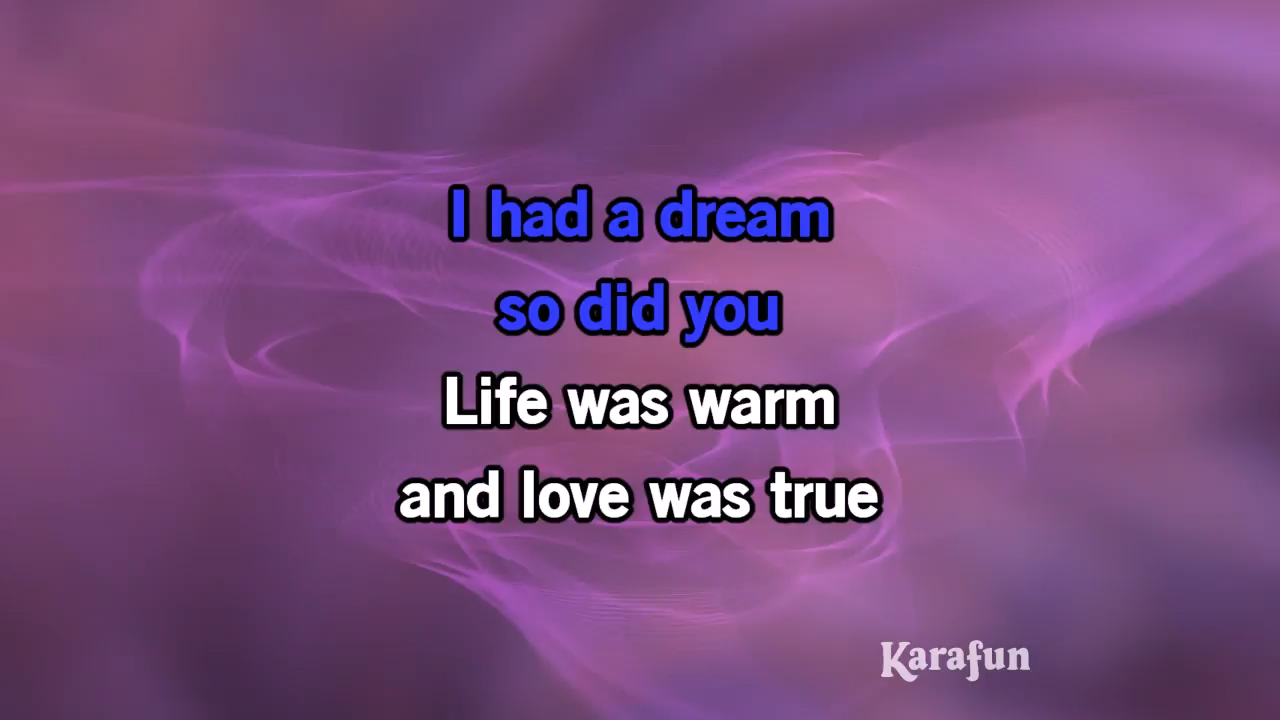 I had a dream
so did you
Life was warm
and love was true
Karafun